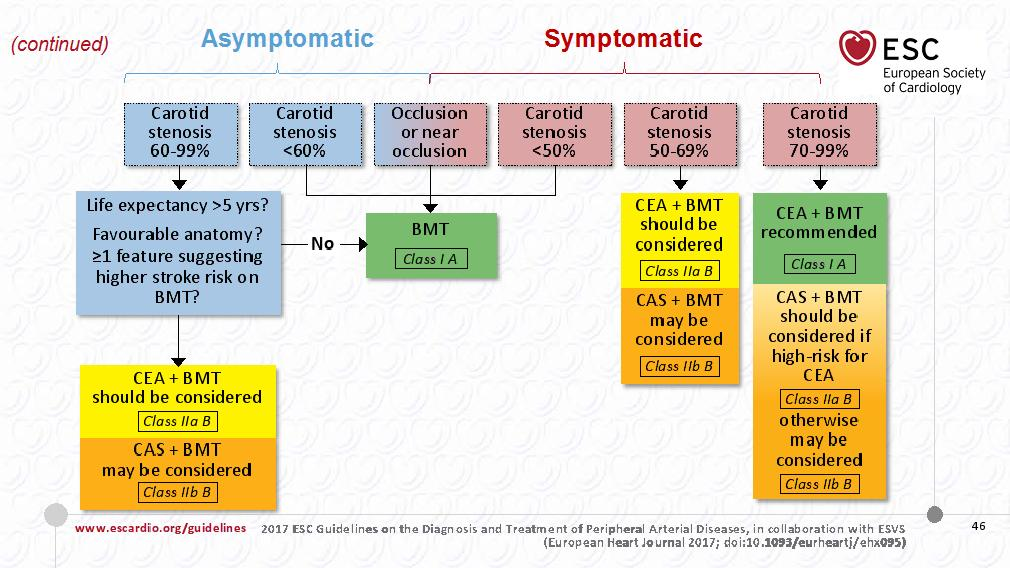 (continued)
Asymptomatic
Symptomatic
ESC
European Society
of Cardiology
Carotid
stenosis
60-99%
Carotid
stenosis
<60%
Occlusion
or near
occlusion
Carotid
stenosis
<50%
Carotid
stenosis
50-69%
Carotid
stenosis
70-99%
Life expectancy >5 yrs?
Favourable anatomy?
≥1 feature suggesting
higher stroke risk on
BMT?
No
BMT
Class I A
CEA + BMT
should be
considered
Class IIa B
CAS + BMT
may be
considered
Class IIb B
CEA + BMT
recommended
Class I A
CAS + BMT
should be
considered if
high-risk for
CEA
Class IIa B
otherwise
may be
considered
Class IIb B
CEA + BMT
should be considered
Class IIa B
CAS + BMT
may be considered
Class IIb B
www.escardio.org/guidelines
2017 ESC Guidelines on the Diagnosis and Treatment of Peripheral Arterial Diseases, in collaboration with ESVS
(European Heart Journal 2017; doi:10.1093/eurheartj/ehx095)
46